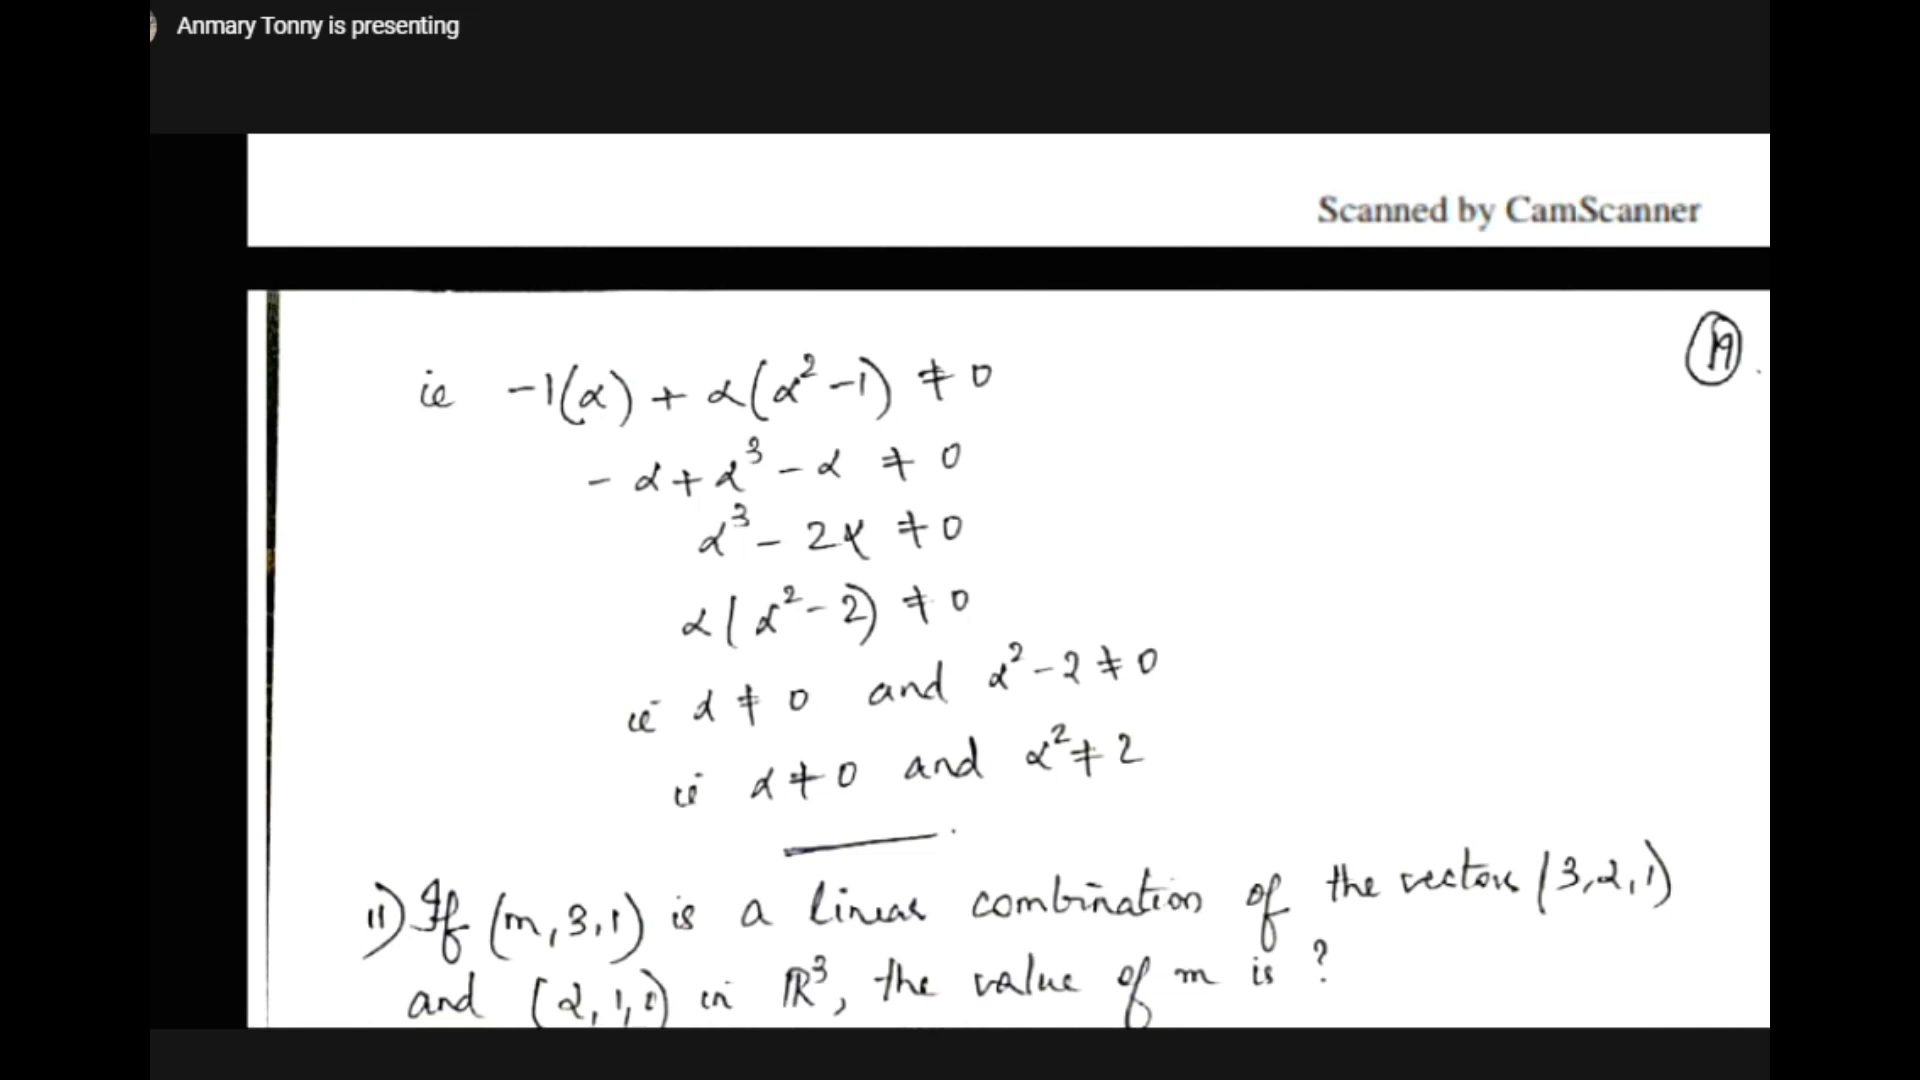 Anmary Tonny is presenting
Scanned by CamScanner
19
ie -1(α) + α(α² -1) ≠ 0
- α + α³ - α ≠ 0
α³ - 2α ≠ 0
α(α² - 2) ≠ 0
ie α ≠ 0 and α² - 2 ≠ 0
ie α ≠ 0 and α² ≠ 2
11) If (m, 3, 1) is a linear combination of the vectors (3, 2, 1)
and (2, 1, ) in ℝ³, the value of m is ?